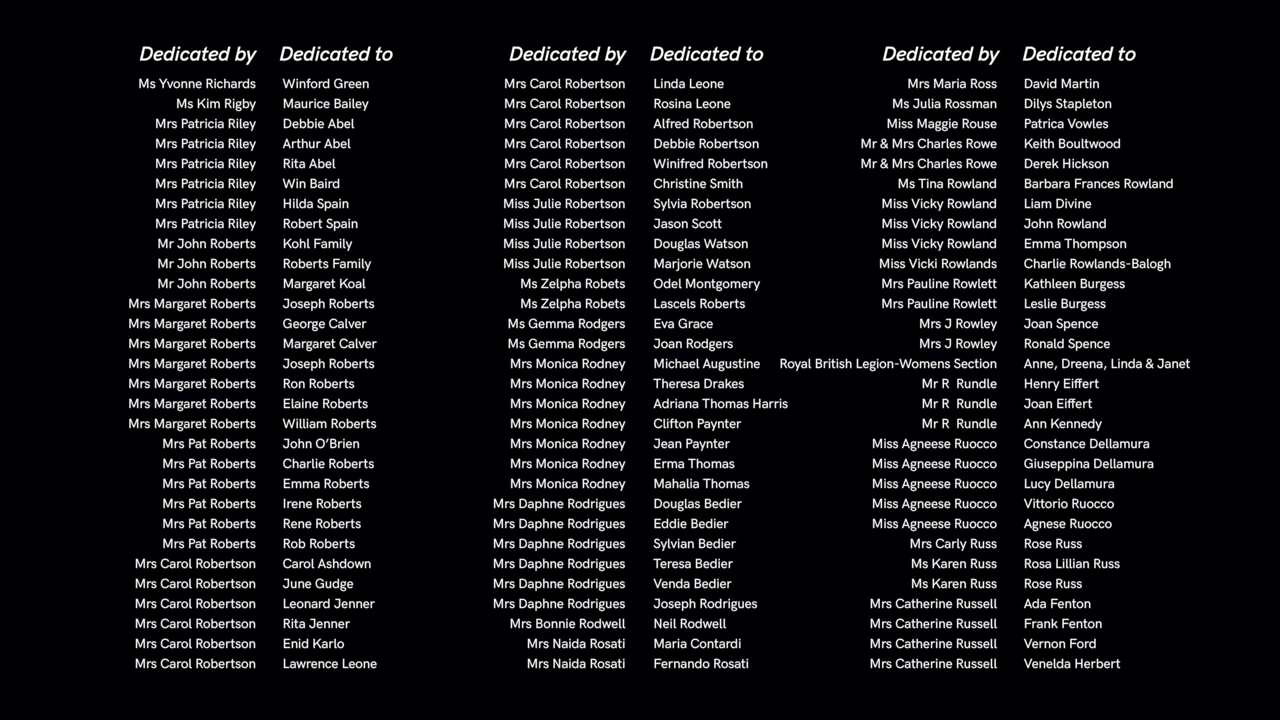 Dedicated by Dedicated to
Ms Yvonne Richards Winford Green
Ms Kim Rigby Maurice Bailey
Mrs Patricia Riley Debbie Abel
Mrs Patricia Riley Arthur Abel
Mrs Patricia Riley Rita Abel
Mrs Patricia Riley Win Baird
Mrs Patricia Riley Hilda Spain
Mrs Patricia Riley Robert Spain
Mr John Roberts Kohl Family
Mr John Roberts Roberts Family
Mr John Roberts Margaret Koal
Mrs Margaret Roberts Joseph Roberts
Mrs Margaret Roberts George Calver
Mrs Margaret Roberts Margaret Calver
Mrs Margaret Roberts Joseph Roberts
Mrs Margaret Roberts Ron Roberts
Mrs Margaret Roberts Elaine Roberts
Mrs Margaret Roberts William Roberts
Mrs Pat Roberts John O’Brien
Mrs Pat Roberts Charlie Roberts
Mrs Pat Roberts Emma Roberts
Mrs Pat Roberts Irene Roberts
Mrs Pat Roberts Rene Roberts
Mrs Pat Roberts Rob Roberts
Mrs Carol Robertson Carol Ashdown
Mrs Carol Robertson June Gudge
Mrs Carol Robertson Leonard Jenner
Mrs Carol Robertson Rita Jenner
Mrs Carol Robertson Enid Karlo
Mrs Carol Robertson Lawrence Leone
Dedicated by Dedicated to
Mrs Carol Robertson Linda Leone
Mrs Carol Robertson Rosina Leone
Mrs Carol Robertson Alfred Robertson
Mrs Carol Robertson Debbie Robertson
Mrs Carol Robertson Winifred Robertson
Mrs Carol Robertson Christine Smith
Miss Julie Robertson Sylvia Robertson
Miss Julie Robertson Jason Scott
Miss Julie Robertson Douglas Watson
Miss Julie Robertson Marjorie Watson
Ms Zelpha Robets Odel Montgomery
Ms Zelpha Robets Lascels Roberts
Ms Gemma Rodgers Eva Grace
Ms Gemma Rodgers Joan Rodgers
Mrs Monica Rodney Michael Augustine
Mrs Monica Rodney Theresa Drakes
Mrs Monica Rodney Adriana Thomas Harris
Mrs Monica Rodney Clifton Paynter
Mrs Monica Rodney Jean Paynter
Mrs Monica Rodney Erma Thomas
Mrs Monica Rodney Mahalia Thomas
Mrs Daphne Rodrigues Douglas Bedier
Mrs Daphne Rodrigues Eddie Bedier
Mrs Daphne Rodrigues Sylvian Bedier
Mrs Daphne Rodrigues Teresa Bedier
Mrs Daphne Rodrigues Venda Bedier
Mrs Daphne Rodrigues Joseph Rodrigues
Mrs Bonnie Rodwell Neil Rodwell
Mrs Naida Rosati Maria Contardi
Mrs Naida Rosati Fernando Rosati
Dedicated by Dedicated to
Mrs Maria Ross David Martin
Ms Julia Rossman Dilys Stapleton
Miss Maggie Rouse Patrica Vowles
Mr & Mrs Charles Rowe Keith Boultwood
Mr & Mrs Charles Rowe Derek Hickson
Ms Tina Rowland Barbara Frances Rowland
Miss Vicky Rowland Liam Divine
Miss Vicky Rowland John Rowland
Miss Vicky Rowland Emma Thompson
Miss Vicki Rowlands Charlie Rowlands-Balogh
Mrs Pauline Rowlett Kathleen Burgess
Mrs Pauline Rowlett Leslie Burgess
Mrs J Rowley Joan Spence
Mrs J Rowley Ronald Spence
Royal British Legion-Womens Section Anne, Dreena, Linda & Janet
Mr R  Rundle Henry Eiffert
Mr R  Rundle Joan Eiffert
Mr R  Rundle Ann Kennedy
Miss Agneese Ruocco Constance Dellamura
Miss Agneese Ruocco Giuseppina Dellamura
Miss Agneese Ruocco Lucy Dellamura
Miss Agneese Ruocco Vittorio Ruocco
Miss Agneese Ruocco Agnese Ruocco
Mrs Carly Russ Rose Russ
Ms Karen Russ Rosa Lillian Russ
Ms Karen Russ Rose Russ
Mrs Catherine Russell Ada Fenton
Mrs Catherine Russell Frank Fenton
Mrs Catherine Russell Vernon Ford
Mrs Catherine Russell Venelda Herbert